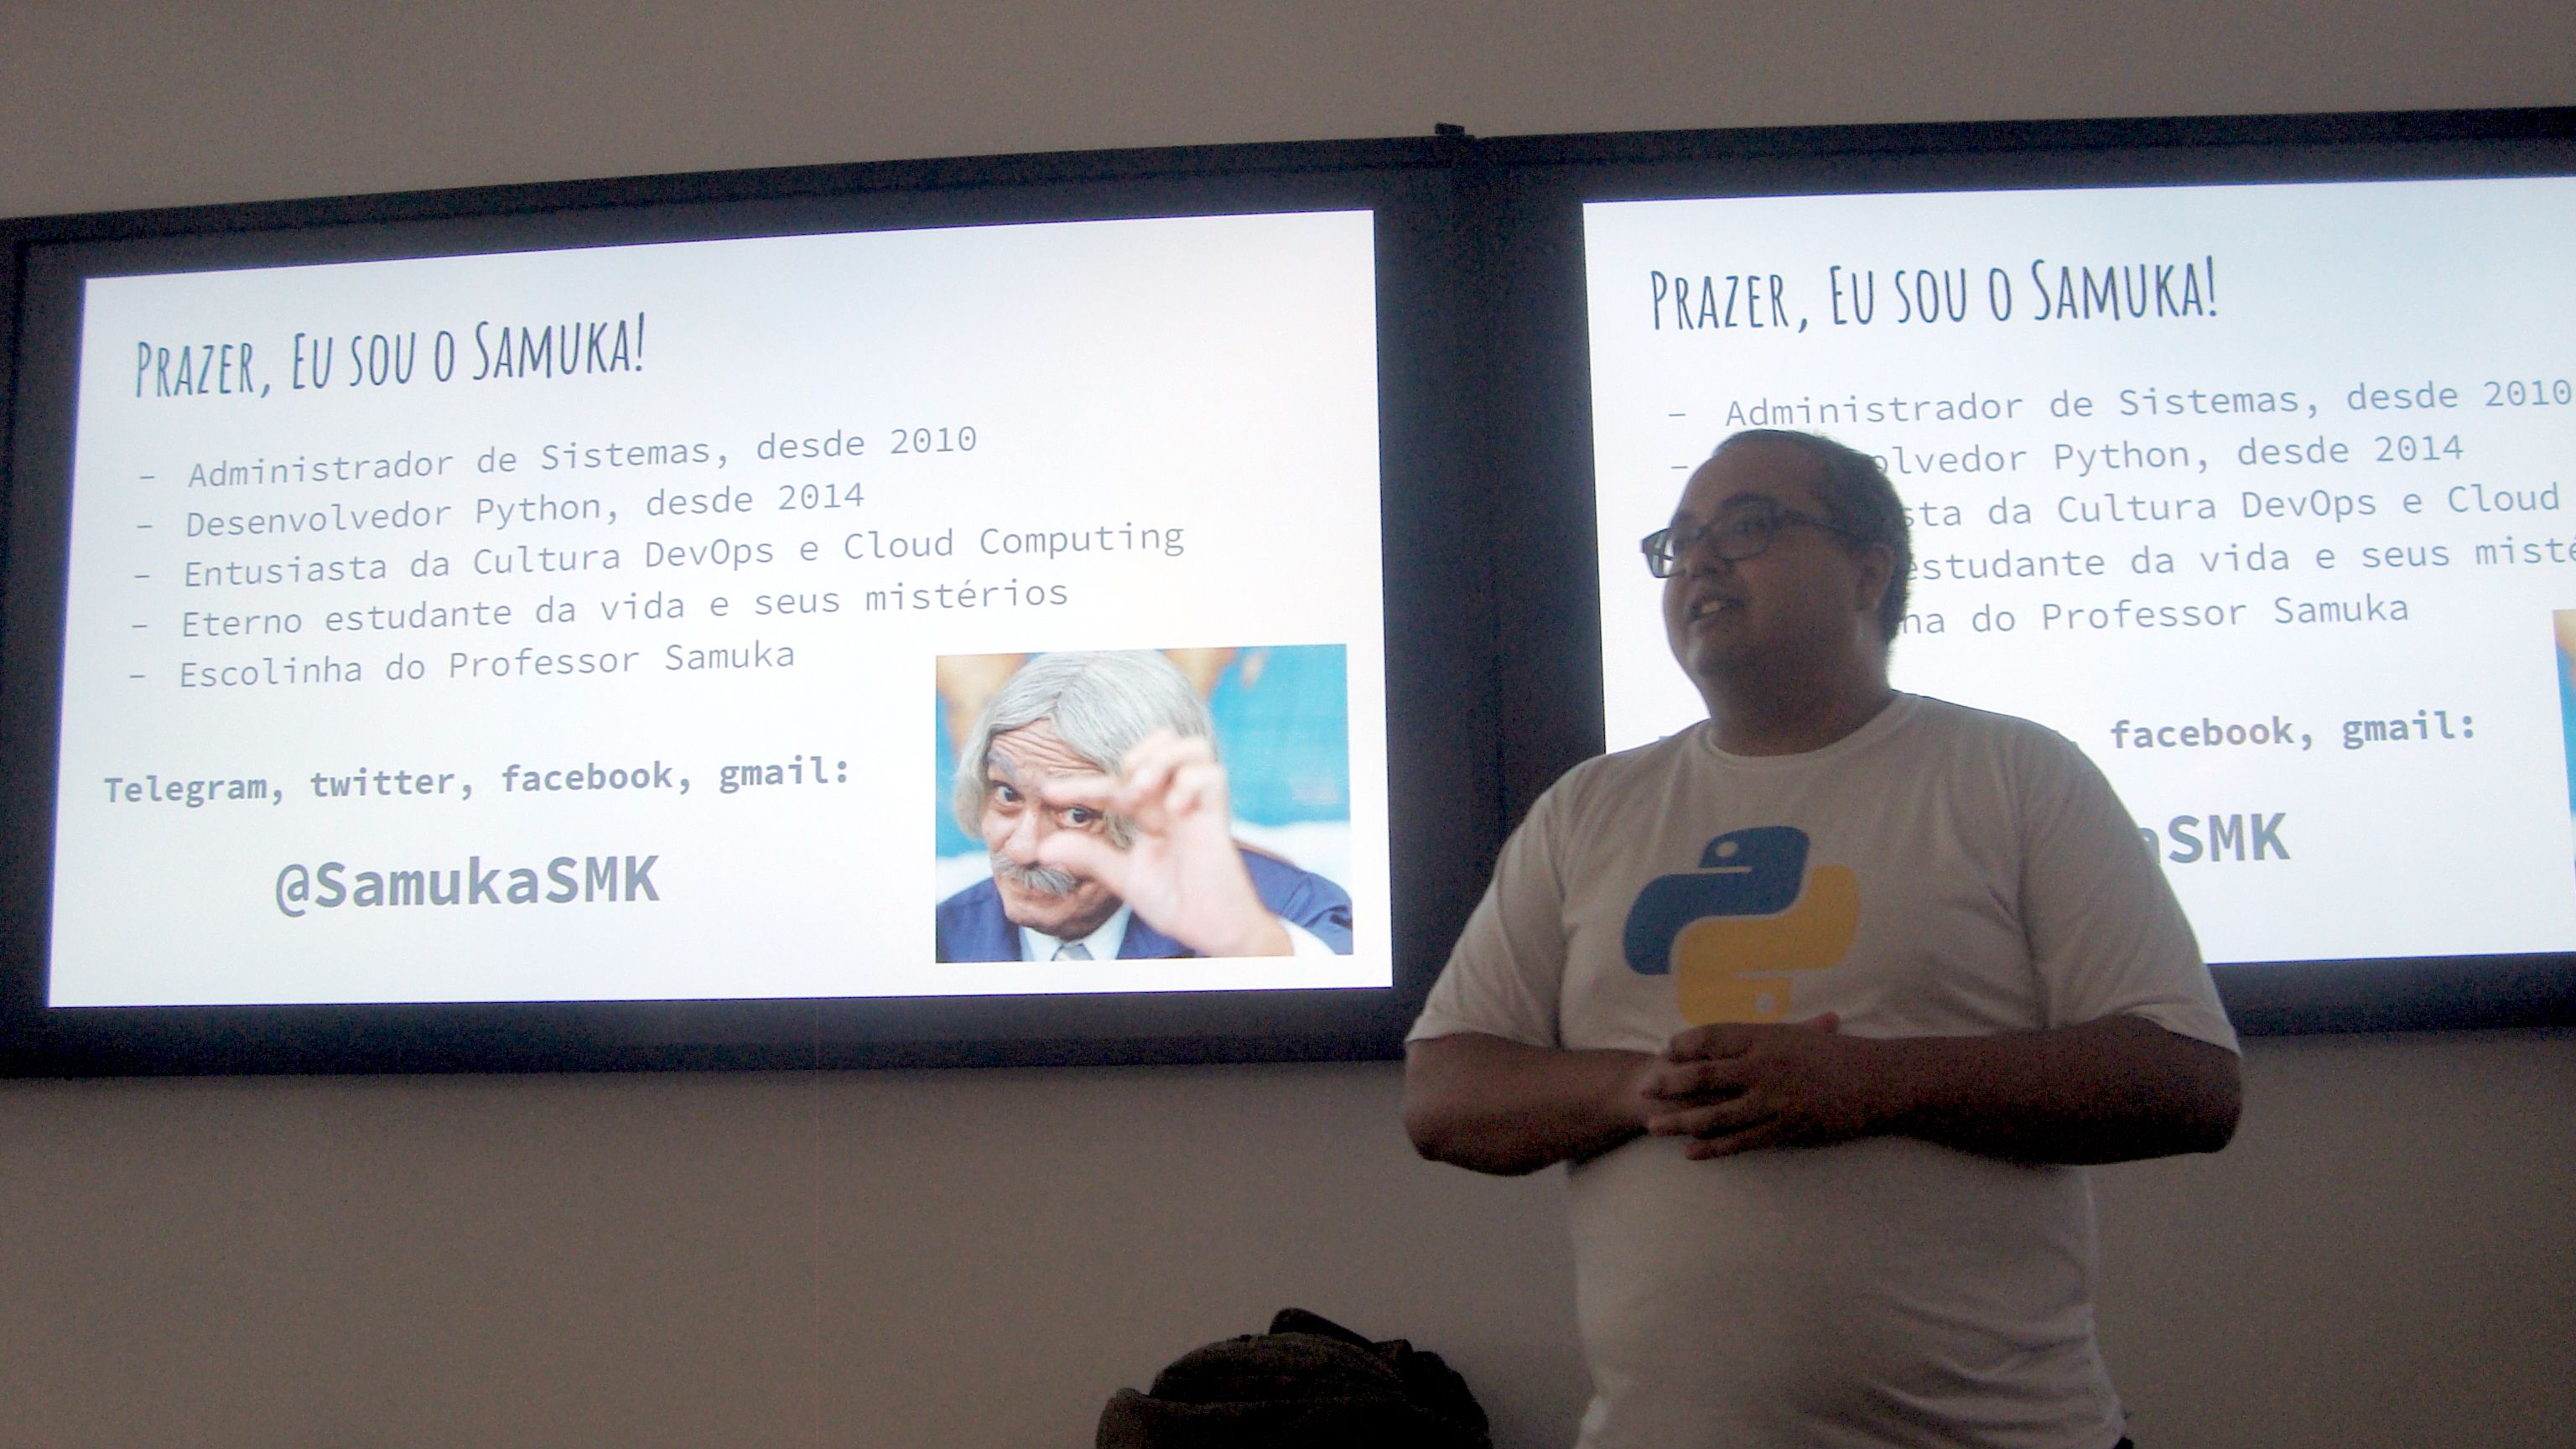 PRAZER, EU SOU O SAMUKA!
- Administrador de Sistemas, desde 2010
- Desenvolvedor Python, desde 2014
- Entusiasta da Cultura DevOps e Cloud Computing
- Eterno estudante da vida e seus mistérios
- Escolinha do Professor Samuka
Telegram, twitter, facebook, gmail:
@SamukaSMK
PRAZER, EU SOU O SAMUKA!
- Administrador de Sistemas, desde 2010
- olvedor Python, desde 2014
sta da Cultura DevOps e Cloud
estudante da vida e seus misté
ha do Professor Samuka
facebook, gmail:
aSMK